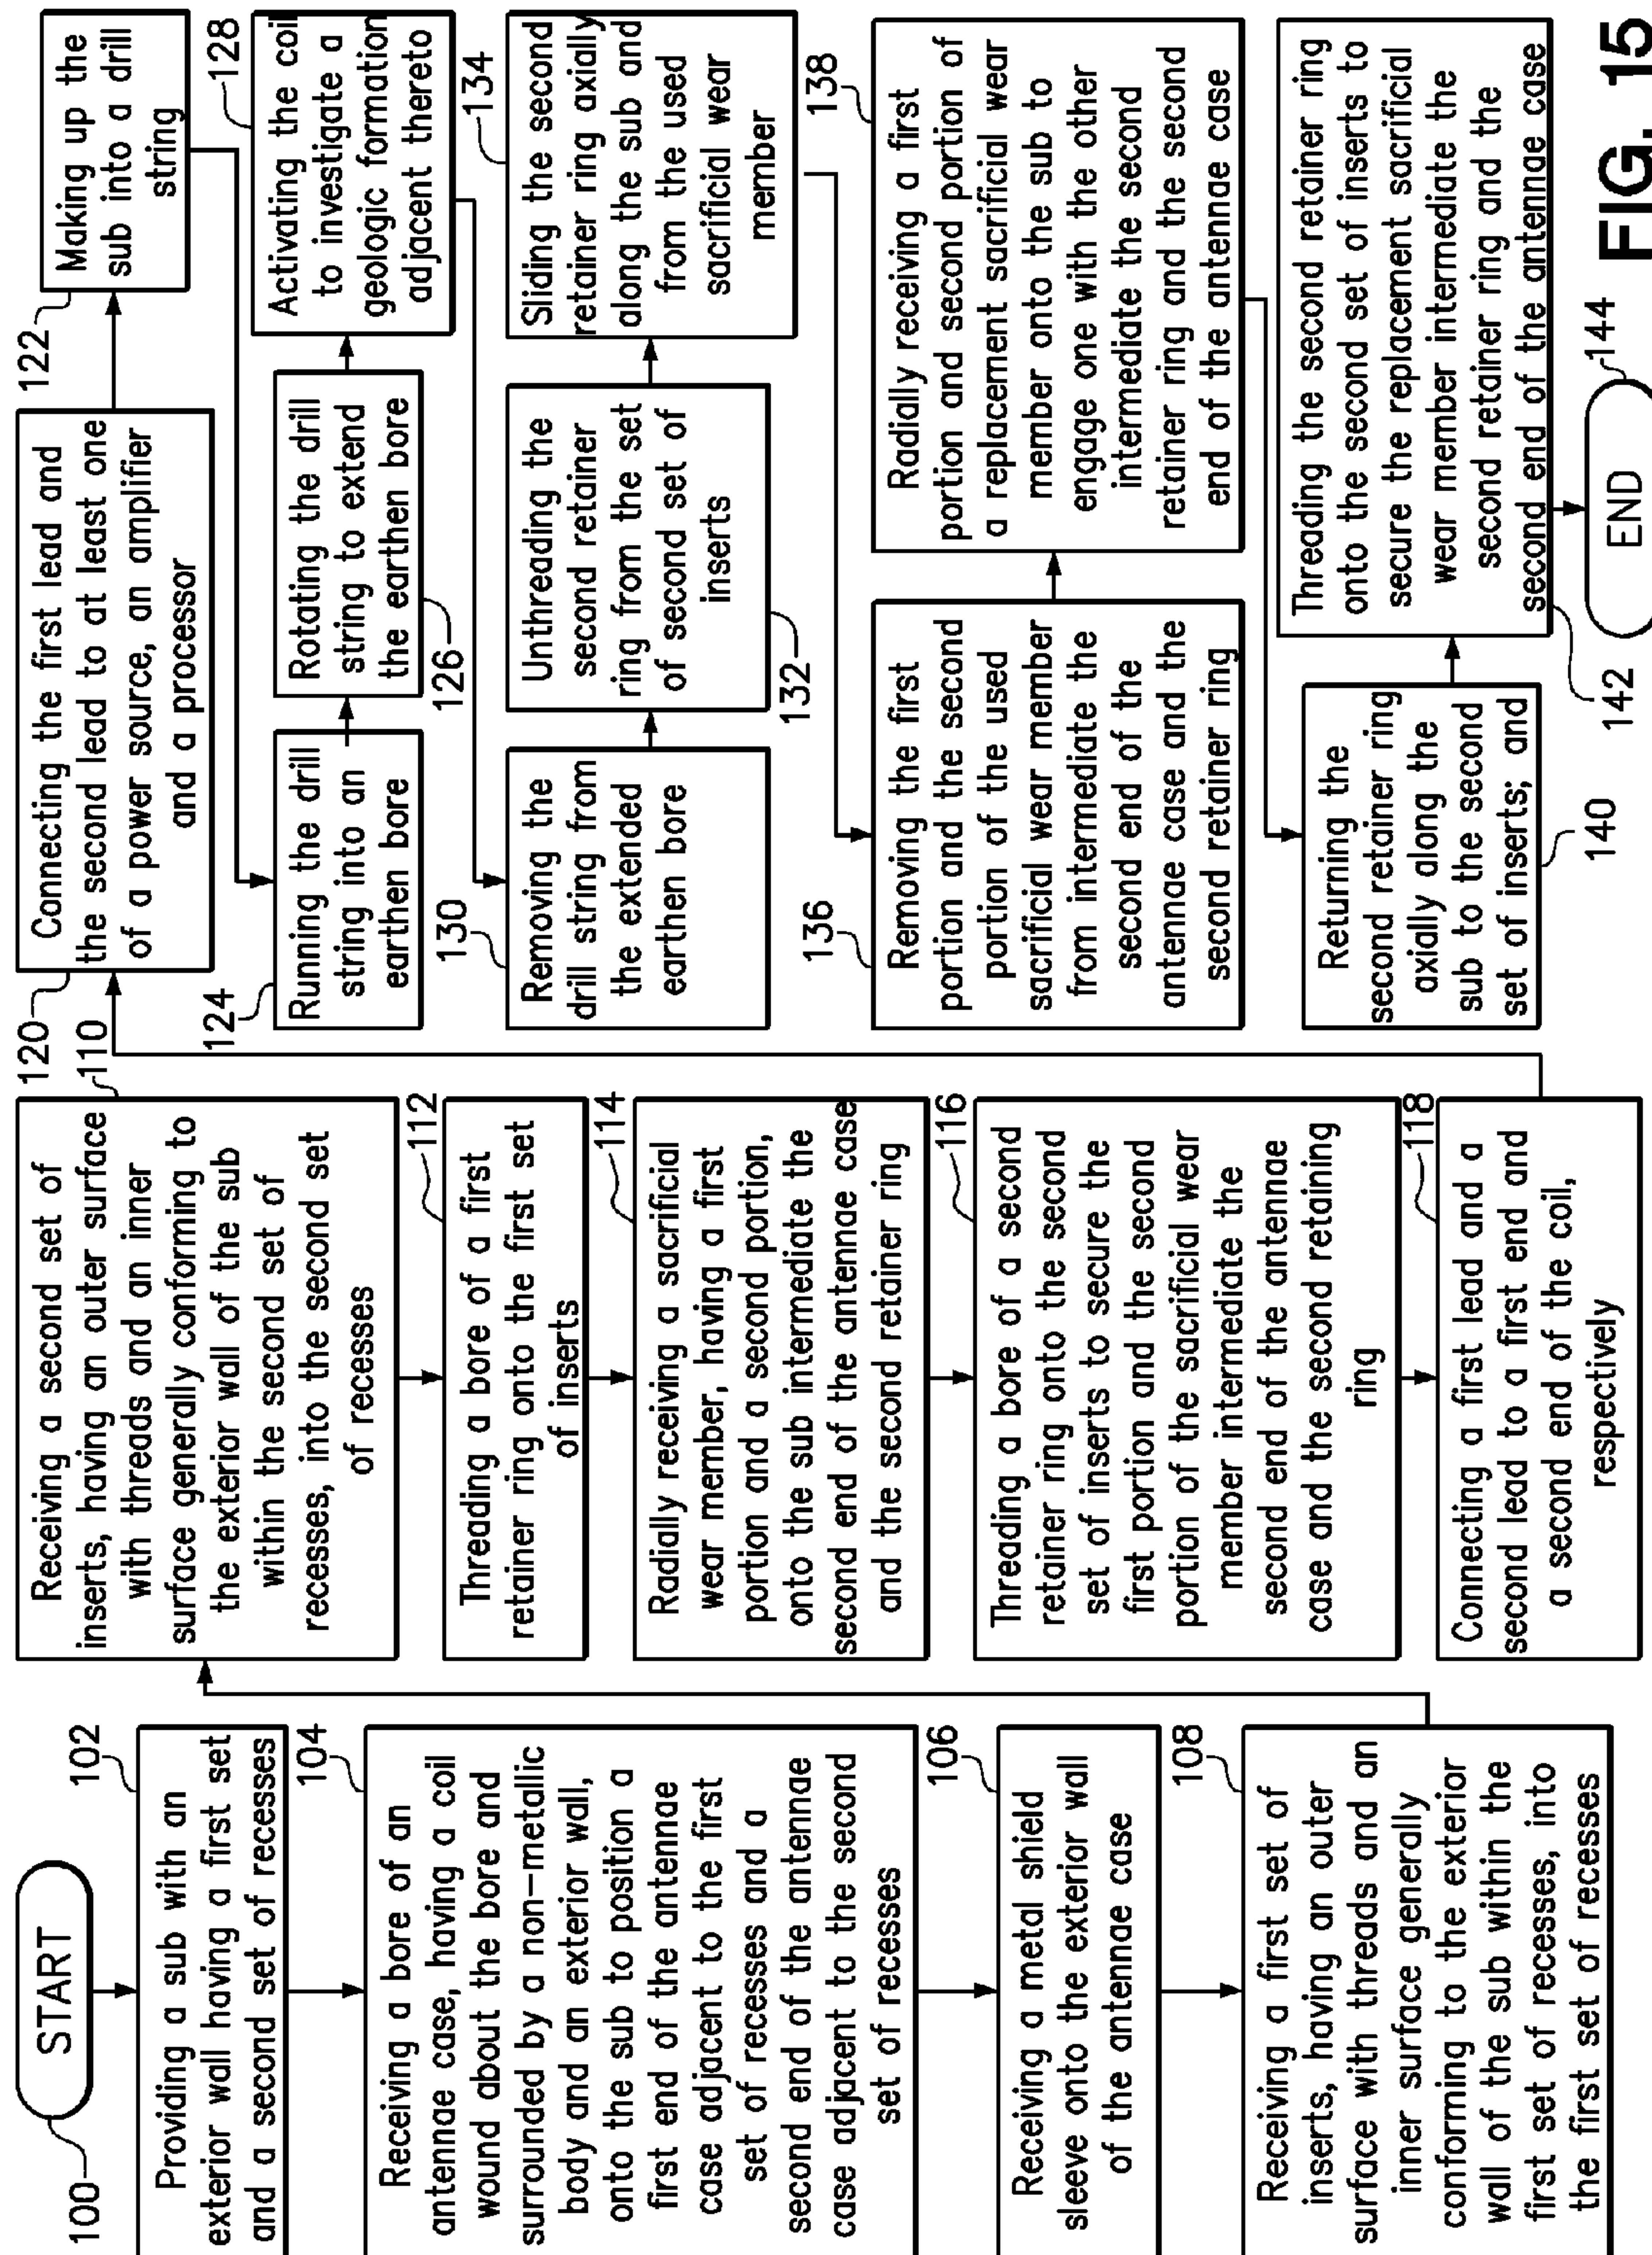 START
100
102
Providing a sub with an
exterior wall having a first set
and a second set of recesses
104
Receiving a bore of an
antennae case, having a coil
wound about the bore and
surrounded by a non-metallic
body and an exterior wall,
onto the sub to position a
first end of the antennae
case adjacent to the first
set of recesses and a
second end of the antennae
case adjacent to the second
set of recesses
106
Receiving a metal shield
sleeve onto the exterior wall
of the antennae case
108
Receiving a first set of
inserts, having an outer
surface with threads and an
inner surface generally
conforming to the exterior
wall of the sub within the
first set of recesses, into
the first set of recesses
110
Receiving a second set of
inserts, having an outer surface
with threads and an inner
surface generally conforming to
the exterior wall of the sub
within the second set of
recesses, into the second set
of recesses
112
Threading a bore of a first
retainer ring onto the first set
of inserts
114
Radially receiving a sacrificial
wear member, having a first
portion and a second portion,
onto the sub intermediate the
second end of the antennae case
and the second retainer ring
116
Threading a bore of a second
retainer ring onto the second
set of inserts to secure the
first portion and the second
portion of the sacrificial wear
member intermediate the
second end of the antennae
case and the second retaining
ring
118
Connecting a first lead and a
second lead to a first end and
a second end of the coil,
respectively
120
Connecting the first lead and
the second lead to at least one
of a power source, an amplifier
and a processor
122
Making up the
sub into a drill
string
124
Running the drill
string into an
earthen bore
126
Rotating the drill
string to extend
the earthen bore
128
Activating the coil
to investigate a
geologic formation
adjacent thereto
130
Removing the
drill string from
the extended
earthen bore
132
Unthreading the
second retainer
ring from the set
of second set of
inserts
134
Sliding the second
retainer ring axially
along the sub and
from the used
sacrificial wear
member
136
Removing the first
portion and the second
portion of the used
sacrificial wear member
from intermediate the
second end of the
antennae case and the
second retainer ring
138
Radially receiving a first
portion and second portion of
a replacement sacrificial wear
member onto the sub to
engage one with the other
intermediate the second
retainer ring and the second
end of the antennae case
140
Returning the
second retainer ring
axially along the
sub to the second
set of inserts; and
142
Threading the second retainer ring
onto the second set of inserts to
secure the replacement sacrificial
wear member intermediate the
second retainer ring and the
second end of the antennae case
144
END
FIG. 15